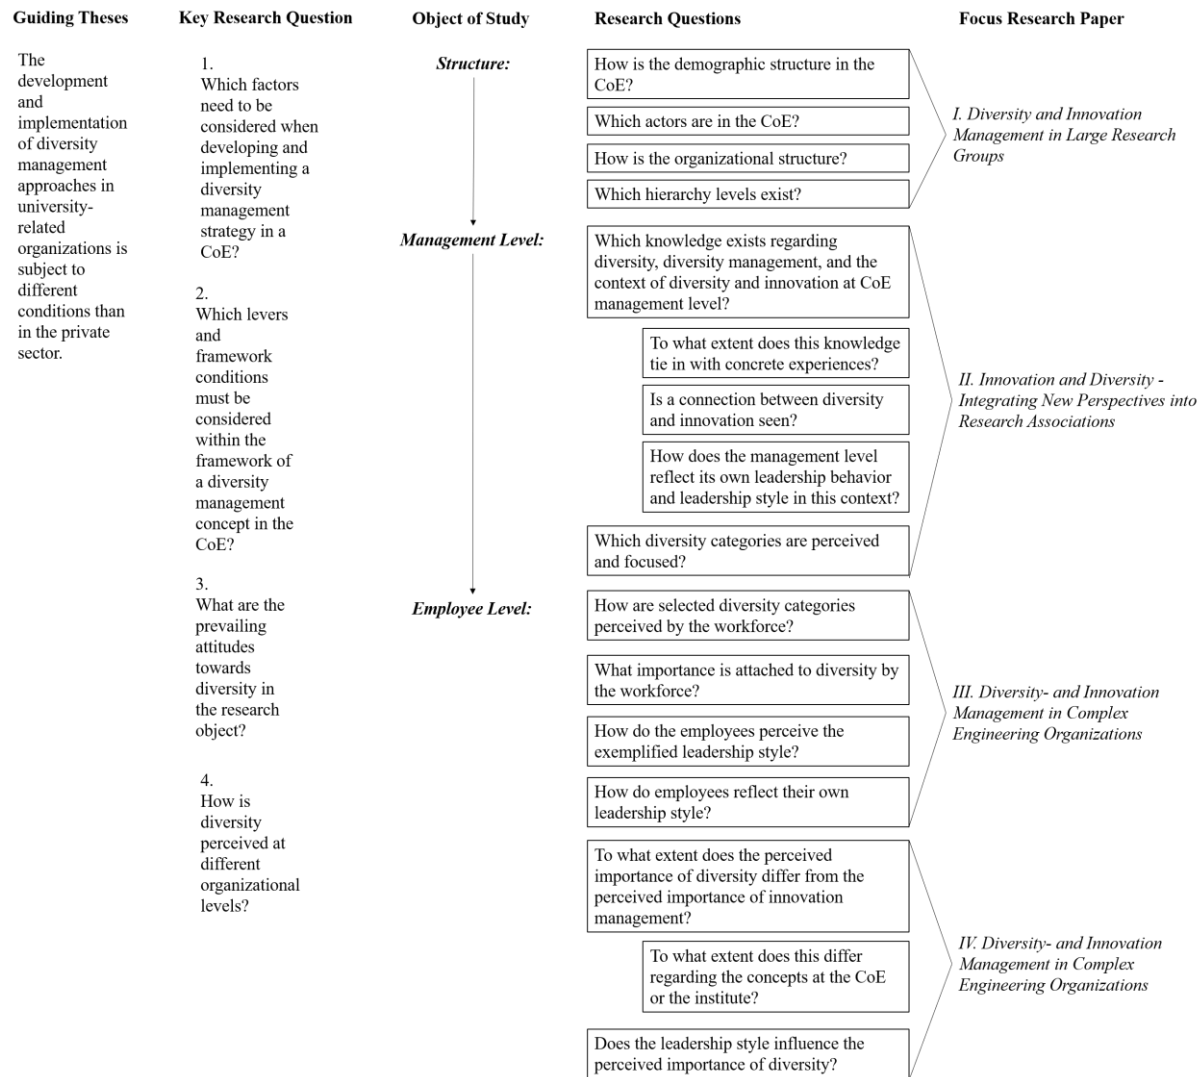 Guiding Theses
The
development
and
implementation
of diversity
management
approaches in
university-
related
organizations is
subject to
different
conditions than
in the private
sector.
Key Research Question
1.
Which factors
need to be
considered when
developing and
implementing a
diversity
management
strategy in a
CoE?
2.
Which levers
and
framework
conditions
must be
considered
within the
framework of
a diversity
management
concept in the
CoE?
3.
What are the
prevailing
attitudes
towards
diversity in
the research
object?
4.
How is
diversity
perceived at
different
organizational
levels?
Object of Study
Structure:
Management Level:
Employee Level:
Research Questions
How is the demographic structure in the
CoE?
Which actors are in the CoE?
How is the organizational structure?
Which hierarchy levels exist?
Which knowledge exists regarding
diversity, diversity management, and the
context of diversity and innovation at CoE
management level?
To what extent does this knowledge
tie in with concrete experiences?
Is a connection between diversity
and innovation seen?
How does the management level
reflect its own leadership behavior
and leadership style in this context?
Which diversity categories are perceived
and focused?
How are selected diversity categories
perceived by the workforce?
What importance is attached to diversity by
the workforce?
How do the employees perceive the
exemplified leadership style?
How do employees reflect their own
leadership style?
To what extent does the perceived
importance of diversity differ from the
perceived importance of innovation
management?
To what extent does this differ
regarding the concepts at the CoE
or the institute?
Does the leadership style influence the
perceived importance of diversity?
Focus Research Paper
I. Diversity and Innovation
Management in Large Research
Groups
II. Innovation and Diversity -
Integrating New Perspectives into
Research Associations
III. Diversity- and Innovation
Management in Complex
Engineering Organizations
IV. Diversity- and Innovation
Management in Complex
Engineering Organizations